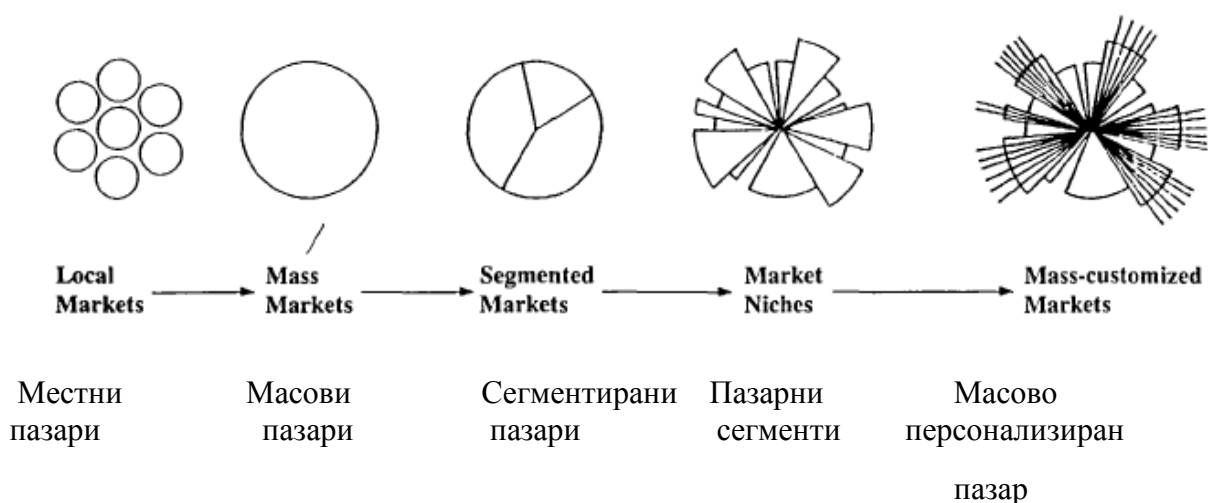 Local
Markets
Mass
Markets
Segmented
Markets
Market
Niches
Mass-customized
Markets
Местни
пазари
Масови
пазари
Сегментирани
пазари
Пазарни
сегменти
Масово
персонализиран
пазар